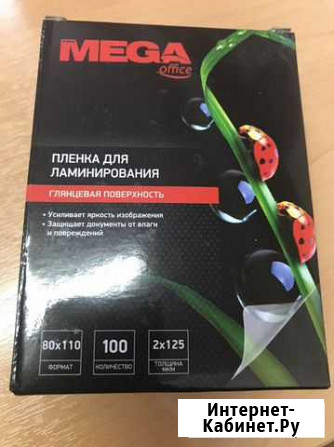 MEGA
office
ПЛЕНКА ДЛЯ
ЛАМИНИРОВАНИЯ
ГЛЯНЦЕВАЯ ПОВЕРХНОСТЬ
• Усиливает яркость изображения
• Защищает документы от влаги
и повреждений
80x110 100 2x125
ФОРМАТ КОЛИЧЕСТВО ТОЛЩИНА
МКМ
Интернет-
Кабинет.Ру